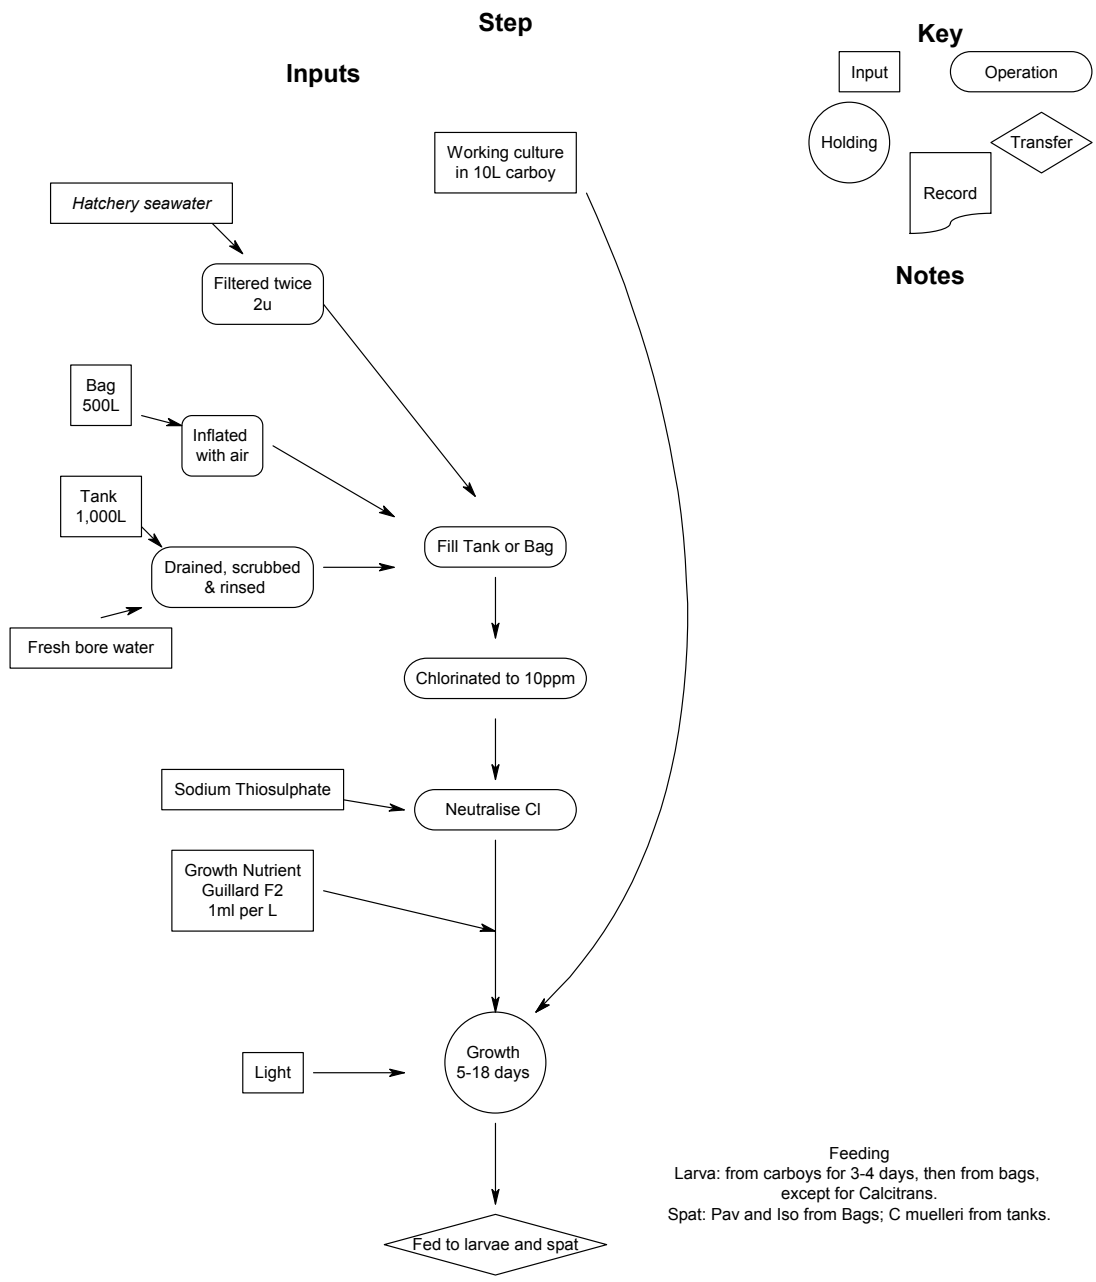 Step
Key
Inputs
Input
Operation
Holding
Transfer
Record
Notes
Working culture
in 10L carboy
Hatchery seawater
Filtered twice
2u
Bag
500L
Inflated
with air
Tank
1,000L
Drained, scrubbed
& rinsed
Fresh bore water
Fill Tank or Bag
Chlorinated to 10ppm
Sodium Thiosulphate
Neutralise Cl
Growth Nutrient
Guillard F2
1ml per L
Light
Growth
5-18 days
Fed to larvae and spat
Feeding
Larva: from carboys for 3-4 days, then from bags,
except for Calcitrans.
Spat: Pav and Iso from Bags; C muelleri from tanks.